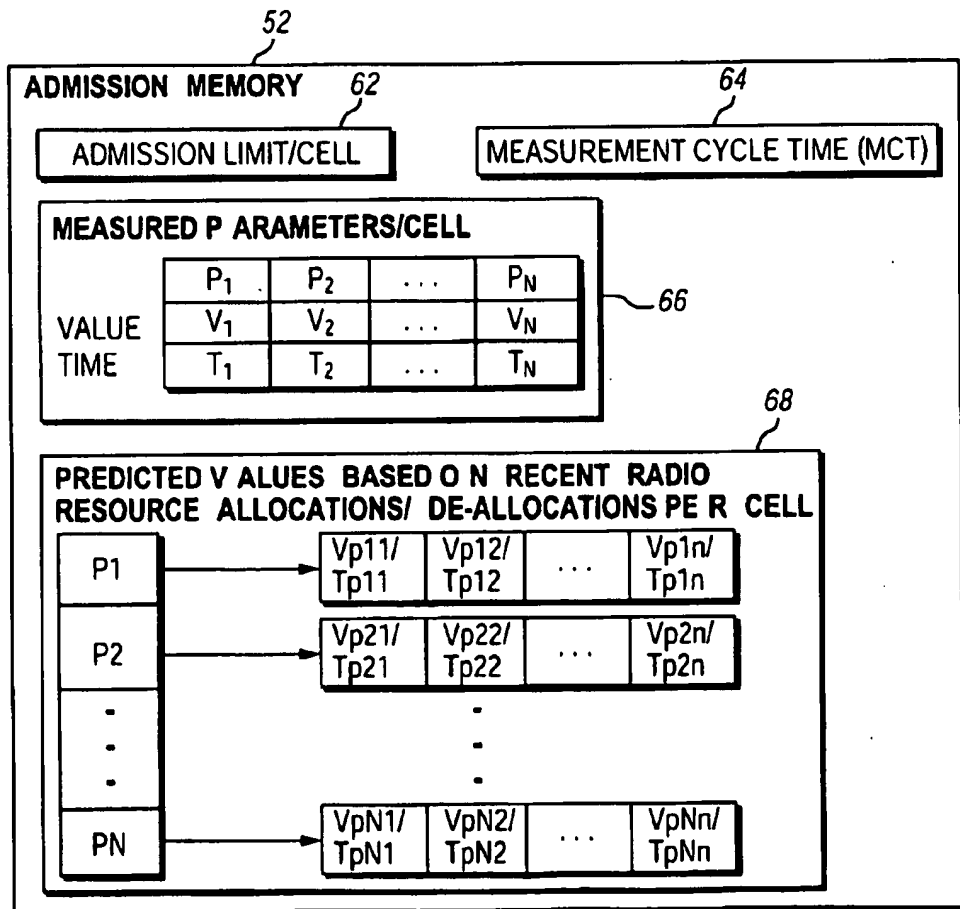 52
ADMISSION MEMORY
62
64
ADMISSION LIMIT/CELL
MEASUREMENT CYCLE TIME (MCT)
MEASURED P ARAMETERS/CELL
P1 P2 ... PN
VALUE V1 V2 ... VN
TIME T1 T2 ... TN
66
68
PREDICTED V ALUES BASED O N RECENT RADIO
RESOURCE ALLOCATIONS/ DE-ALLOCATIONS PE R CELL
P1
Vp11/ Vp12/ ... Vp1n/
Tp11 Tp12 Tp1n
P2
Vp21/ Vp22/ ... Vp2n/
Tp21 Tp22 Tp2n
PN
VpN1/ VpN2/ ... VpNn/
TpN1 TpN2 TpNn